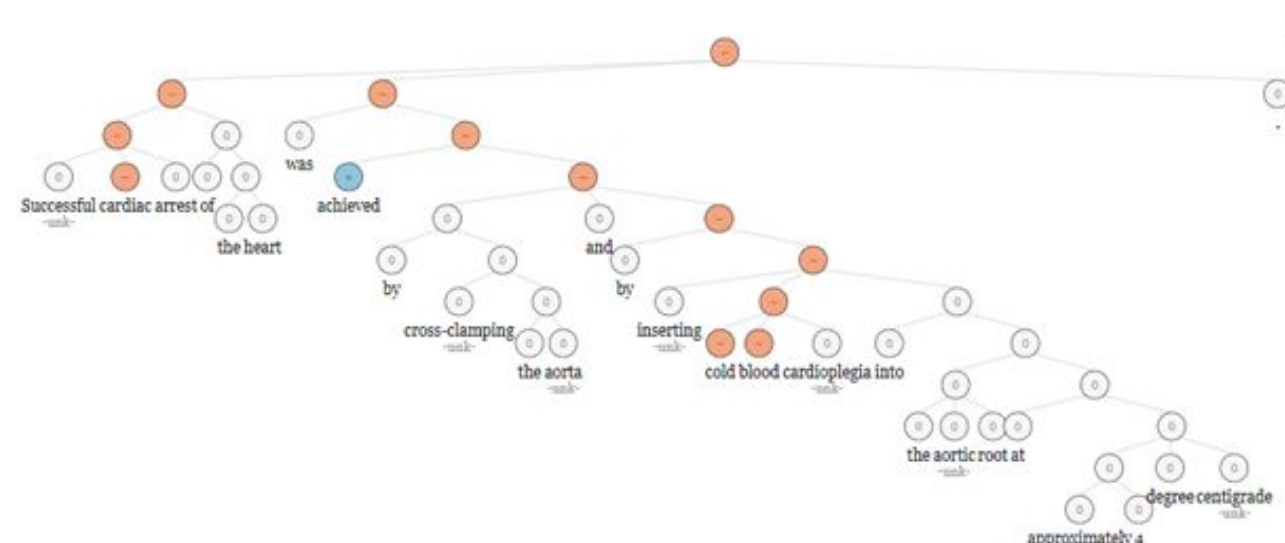 was
Successful cardiac arrest of
-unk-
achieved
the heart
and
by
by
cross-clamping
-unk-
inserting
-unk-
the aorta
-unk-
cold blood cardioplegia into
-unk-
the aortic root at
-unk-
degree centigrade
-unk-
approximately 4
.